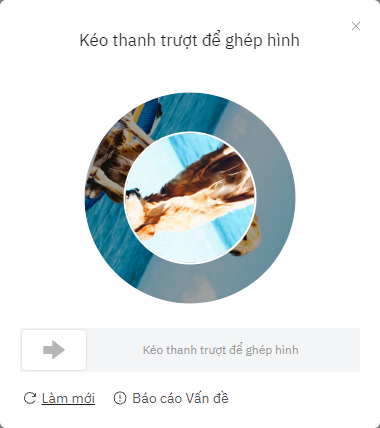 Kéo thanh trượt để ghép hình
Kéo thanh trượt để ghép hình
Làm mới
Báo cáo Vấn đề